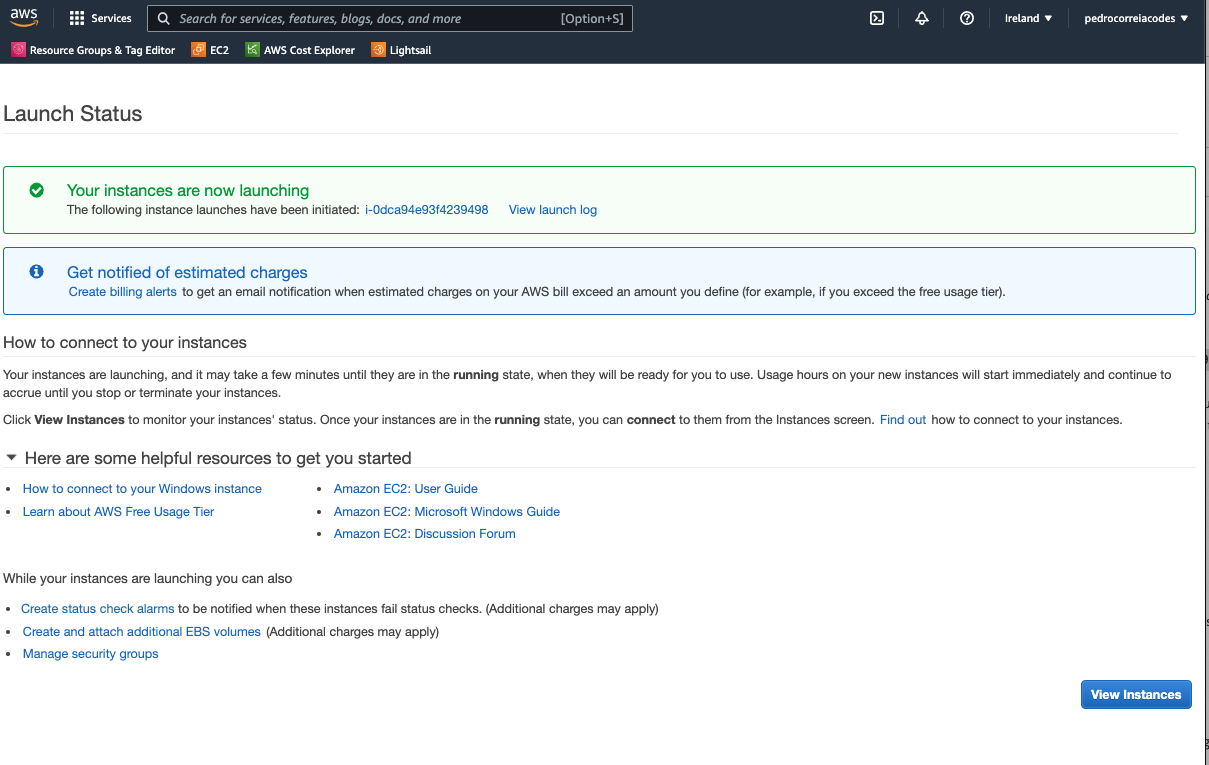 aws
Services
Search for services, features, blogs, docs, and more
[Option+S]
Ireland
pedrocorreiacodes
Resource Groups & Tag Editor
EC2
AWS Cost Explorer
Lightsail
Launch Status
Your instances are now launching
The following instance launches have been initiated: i-0dca94e93f4239498 View launch log
Get notified of estimated charges
Create billing alerts to get an email notification when estimated charges on your AWS bill exceed an amount you define (for example, if you exceed the free usage tier).
How to connect to your instances
Your instances are launching, and it may take a few minutes until they are in the running state, when they will be ready for you to use. Usage hours on your new instances will start immediately and continue to
accrue until you stop or terminate your instances.
Click View Instances to monitor your instances' status. Once your instances are in the running state, you can connect to them from the Instances screen. Find out how to connect to your instances.
Here are some helpful resources to get you started
How to connect to your Windows instance
Learn about AWS Free Usage Tier
Amazon EC2: User Guide
Amazon EC2: Microsoft Windows Guide
Amazon EC2: Discussion Forum
While your instances are launching you can also
Create status check alarms to be notified when these instances fail status checks. (Additional charges may apply)
Create and attach additional EBS volumes (Additional charges may apply)
Manage security groups
View Instances